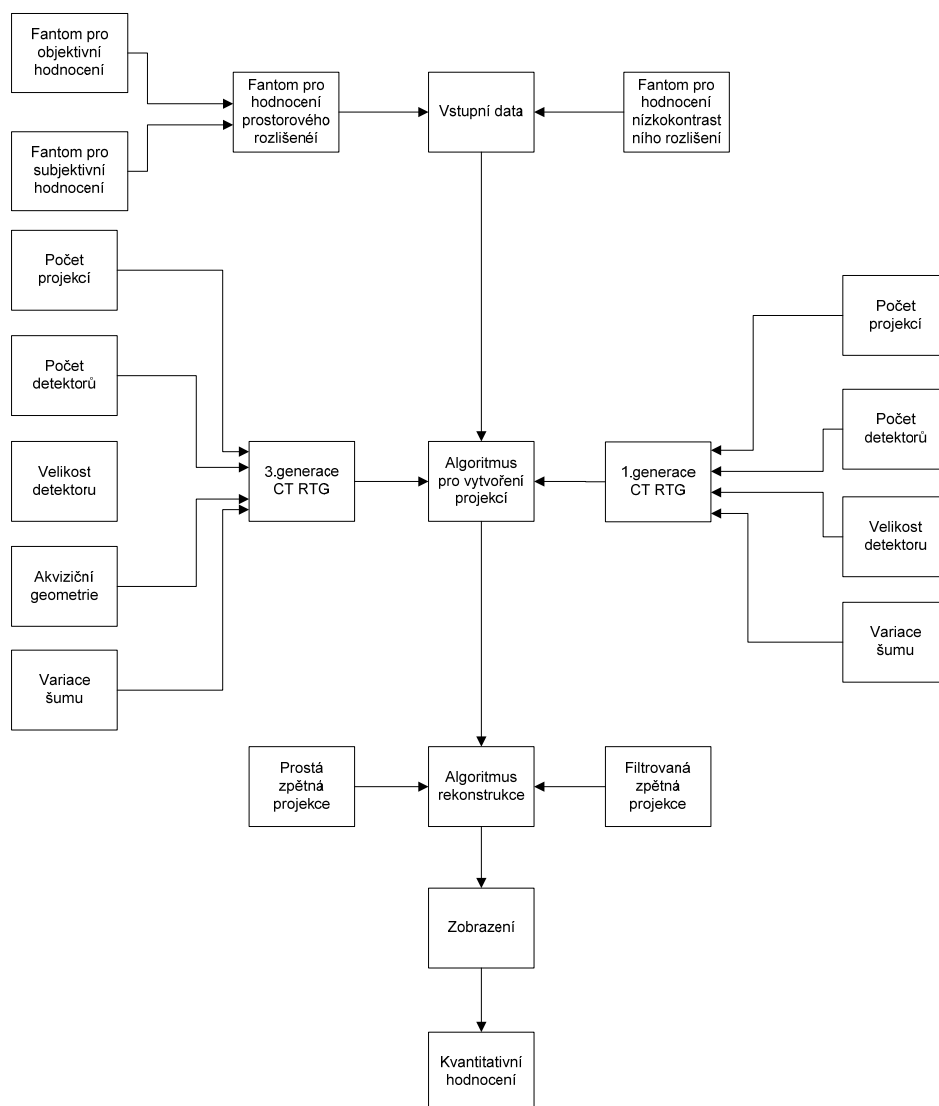 Fantom pro
objektivní
hodnocení
Fantom pro
subjektivní
hodnocení
Fantom pro
hodnocení
prostorového
rozlišenéí
Vstupní data
Fantom pro
hodnocení
nízkokontrast
ního rozlišení
Počet
projekcí
Počet
detektorů
Velikost
detektoru
Akviziční
geometrie
Variace
šumu
3.generace
CT RTG
Algoritmus
pro vytvoření
projekcí
1.generace
CT RTG
Počet
projekcí
Počet
detektorů
Velikost
detektoru
Variace
šumu
Prostá
zpětná
projekce
Algoritmus
rekonstrukce
Filtrovaná
zpětná
projekce
Zobrazení
Kvantitativní
hodnocení